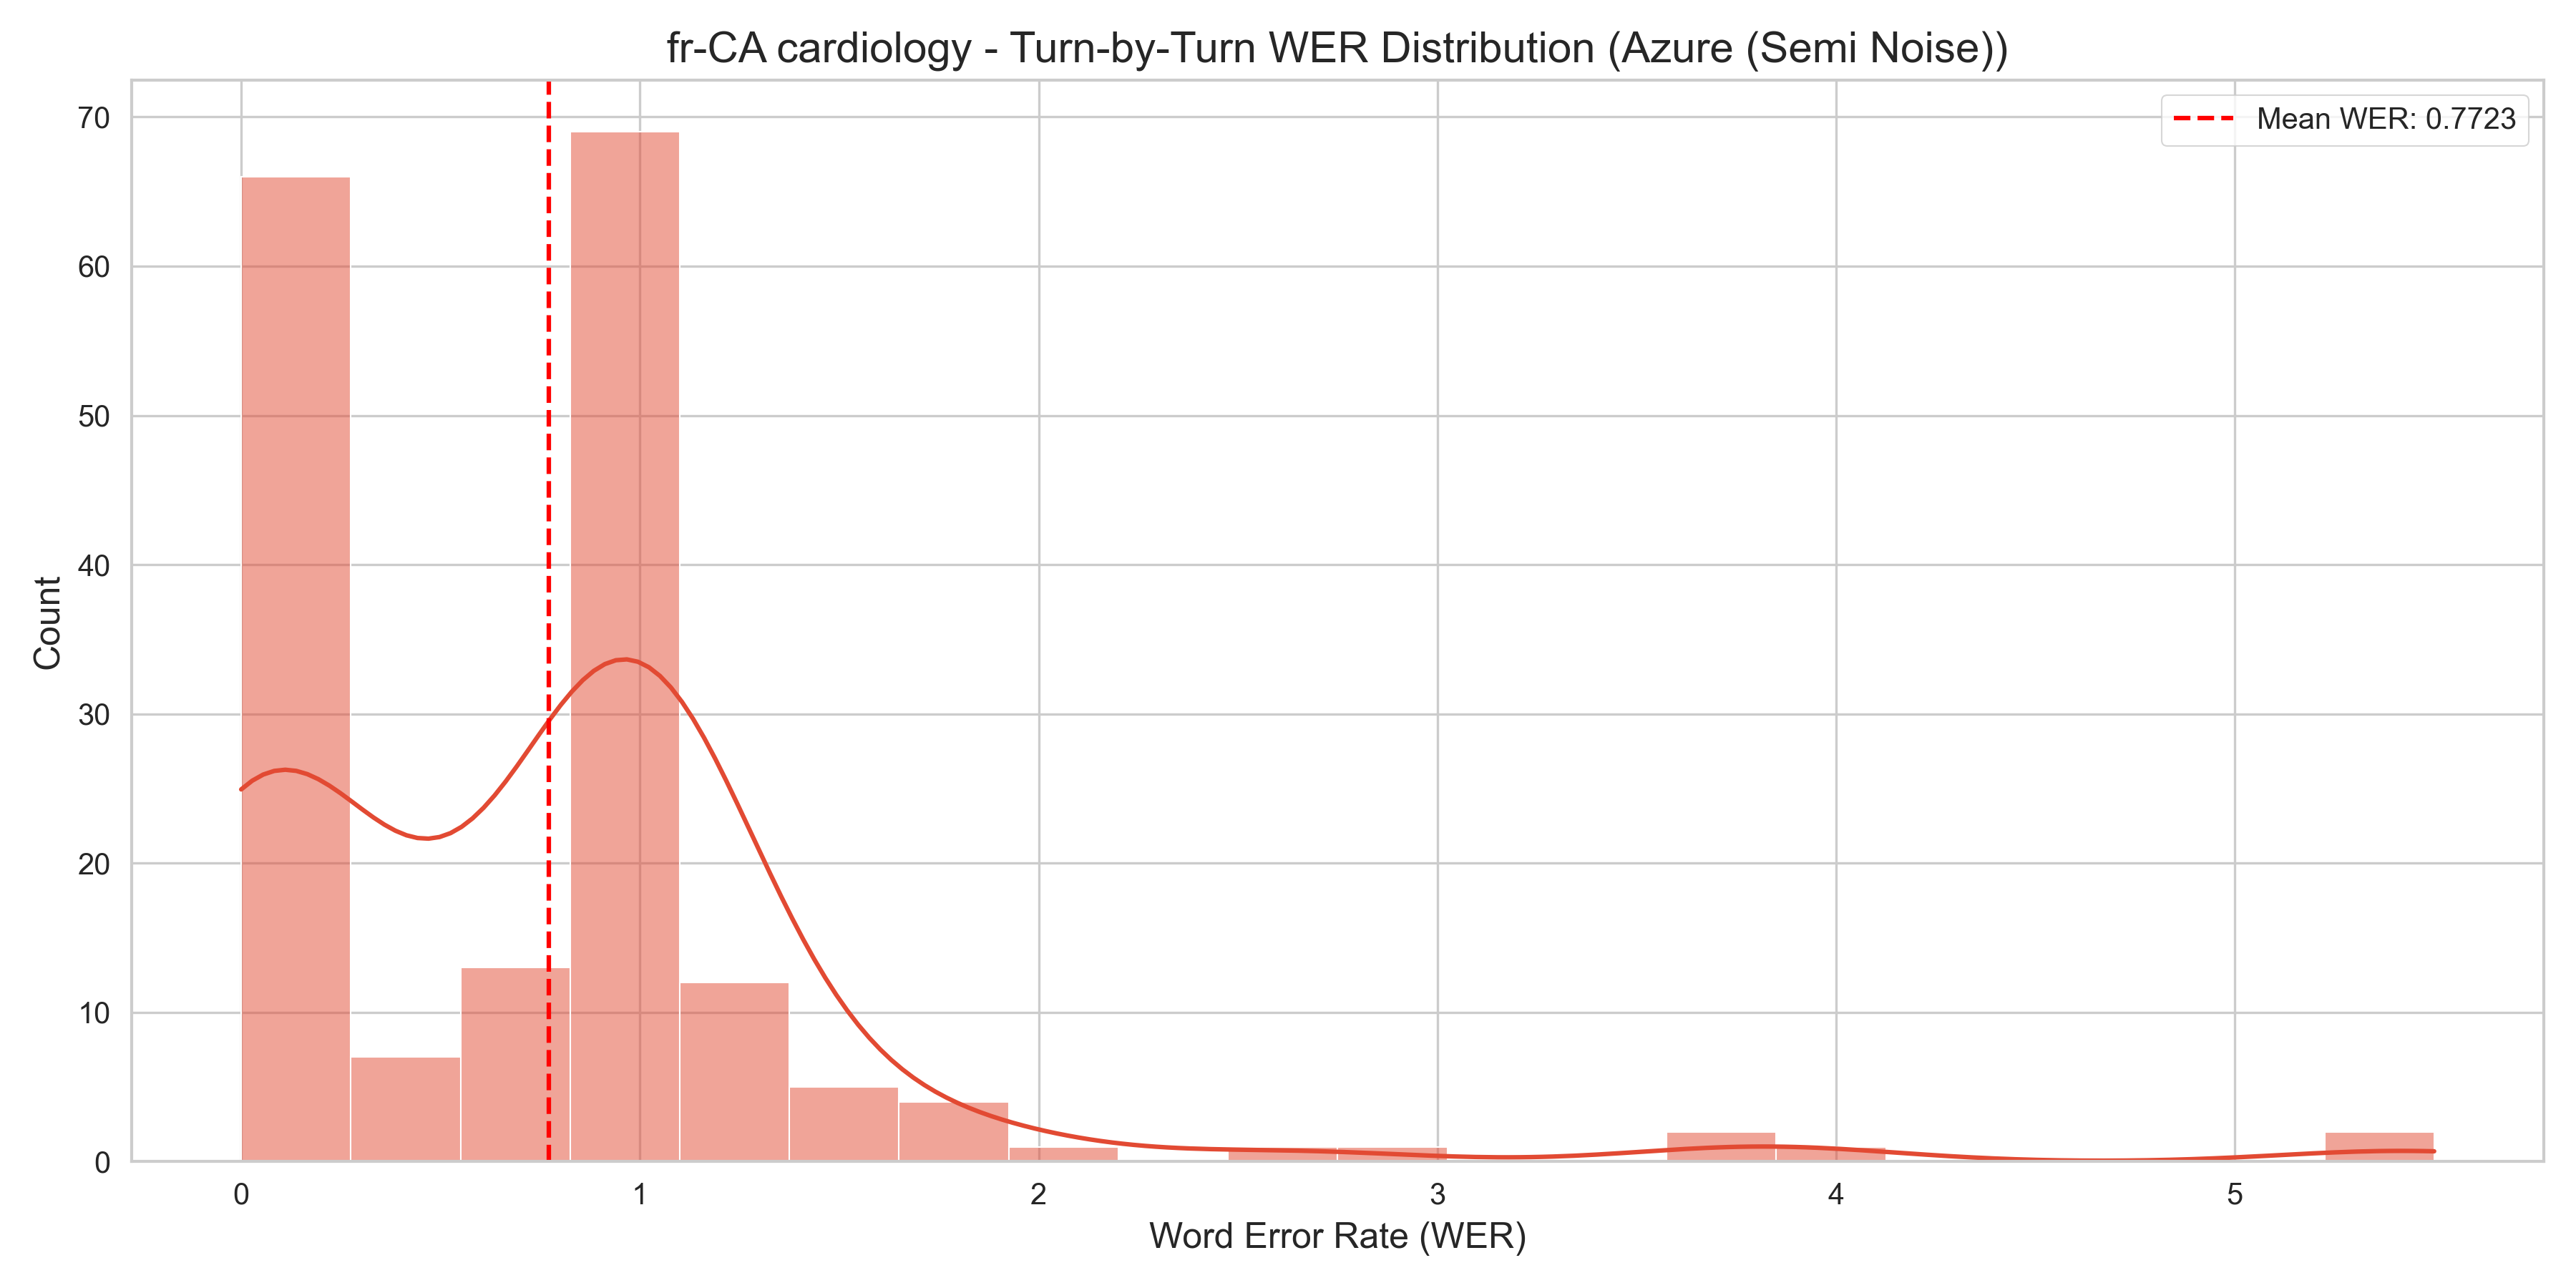 fr-CA cardiology - Turn-by-Turn WER Distribution (Azure (Semi Noise))
Mean WER: 0.7723
Count
70
60
50
40
30
20
10
0
0 1 2 3 4 5
Word Error Rate (WER)